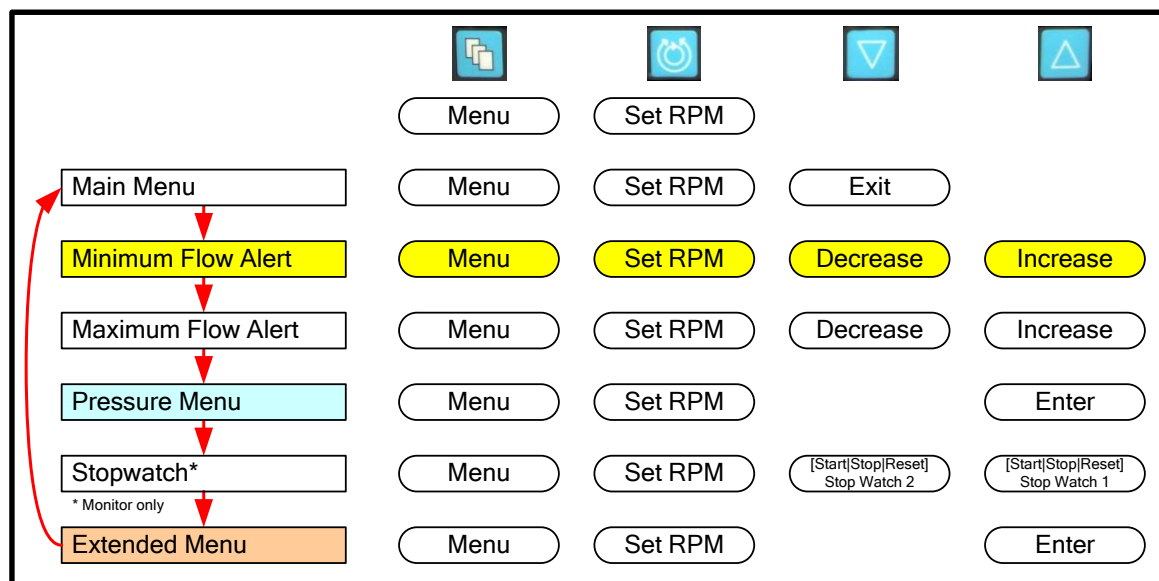 Menu Set RPM
Main Menu Menu Set RPM Exit
Minimum Flow Alert Menu Set RPM Decrease Increase
Maximum Flow Alert Menu Set RPM Decrease Increase
Pressure Menu Menu Set RPM Enter
Stopwatch* Menu Set RPM [Start|Stop|Reset] Stop Watch 2 [Start|Stop|Reset] Stop Watch 1
* Monitor only
Extended Menu Menu Set RPM Enter